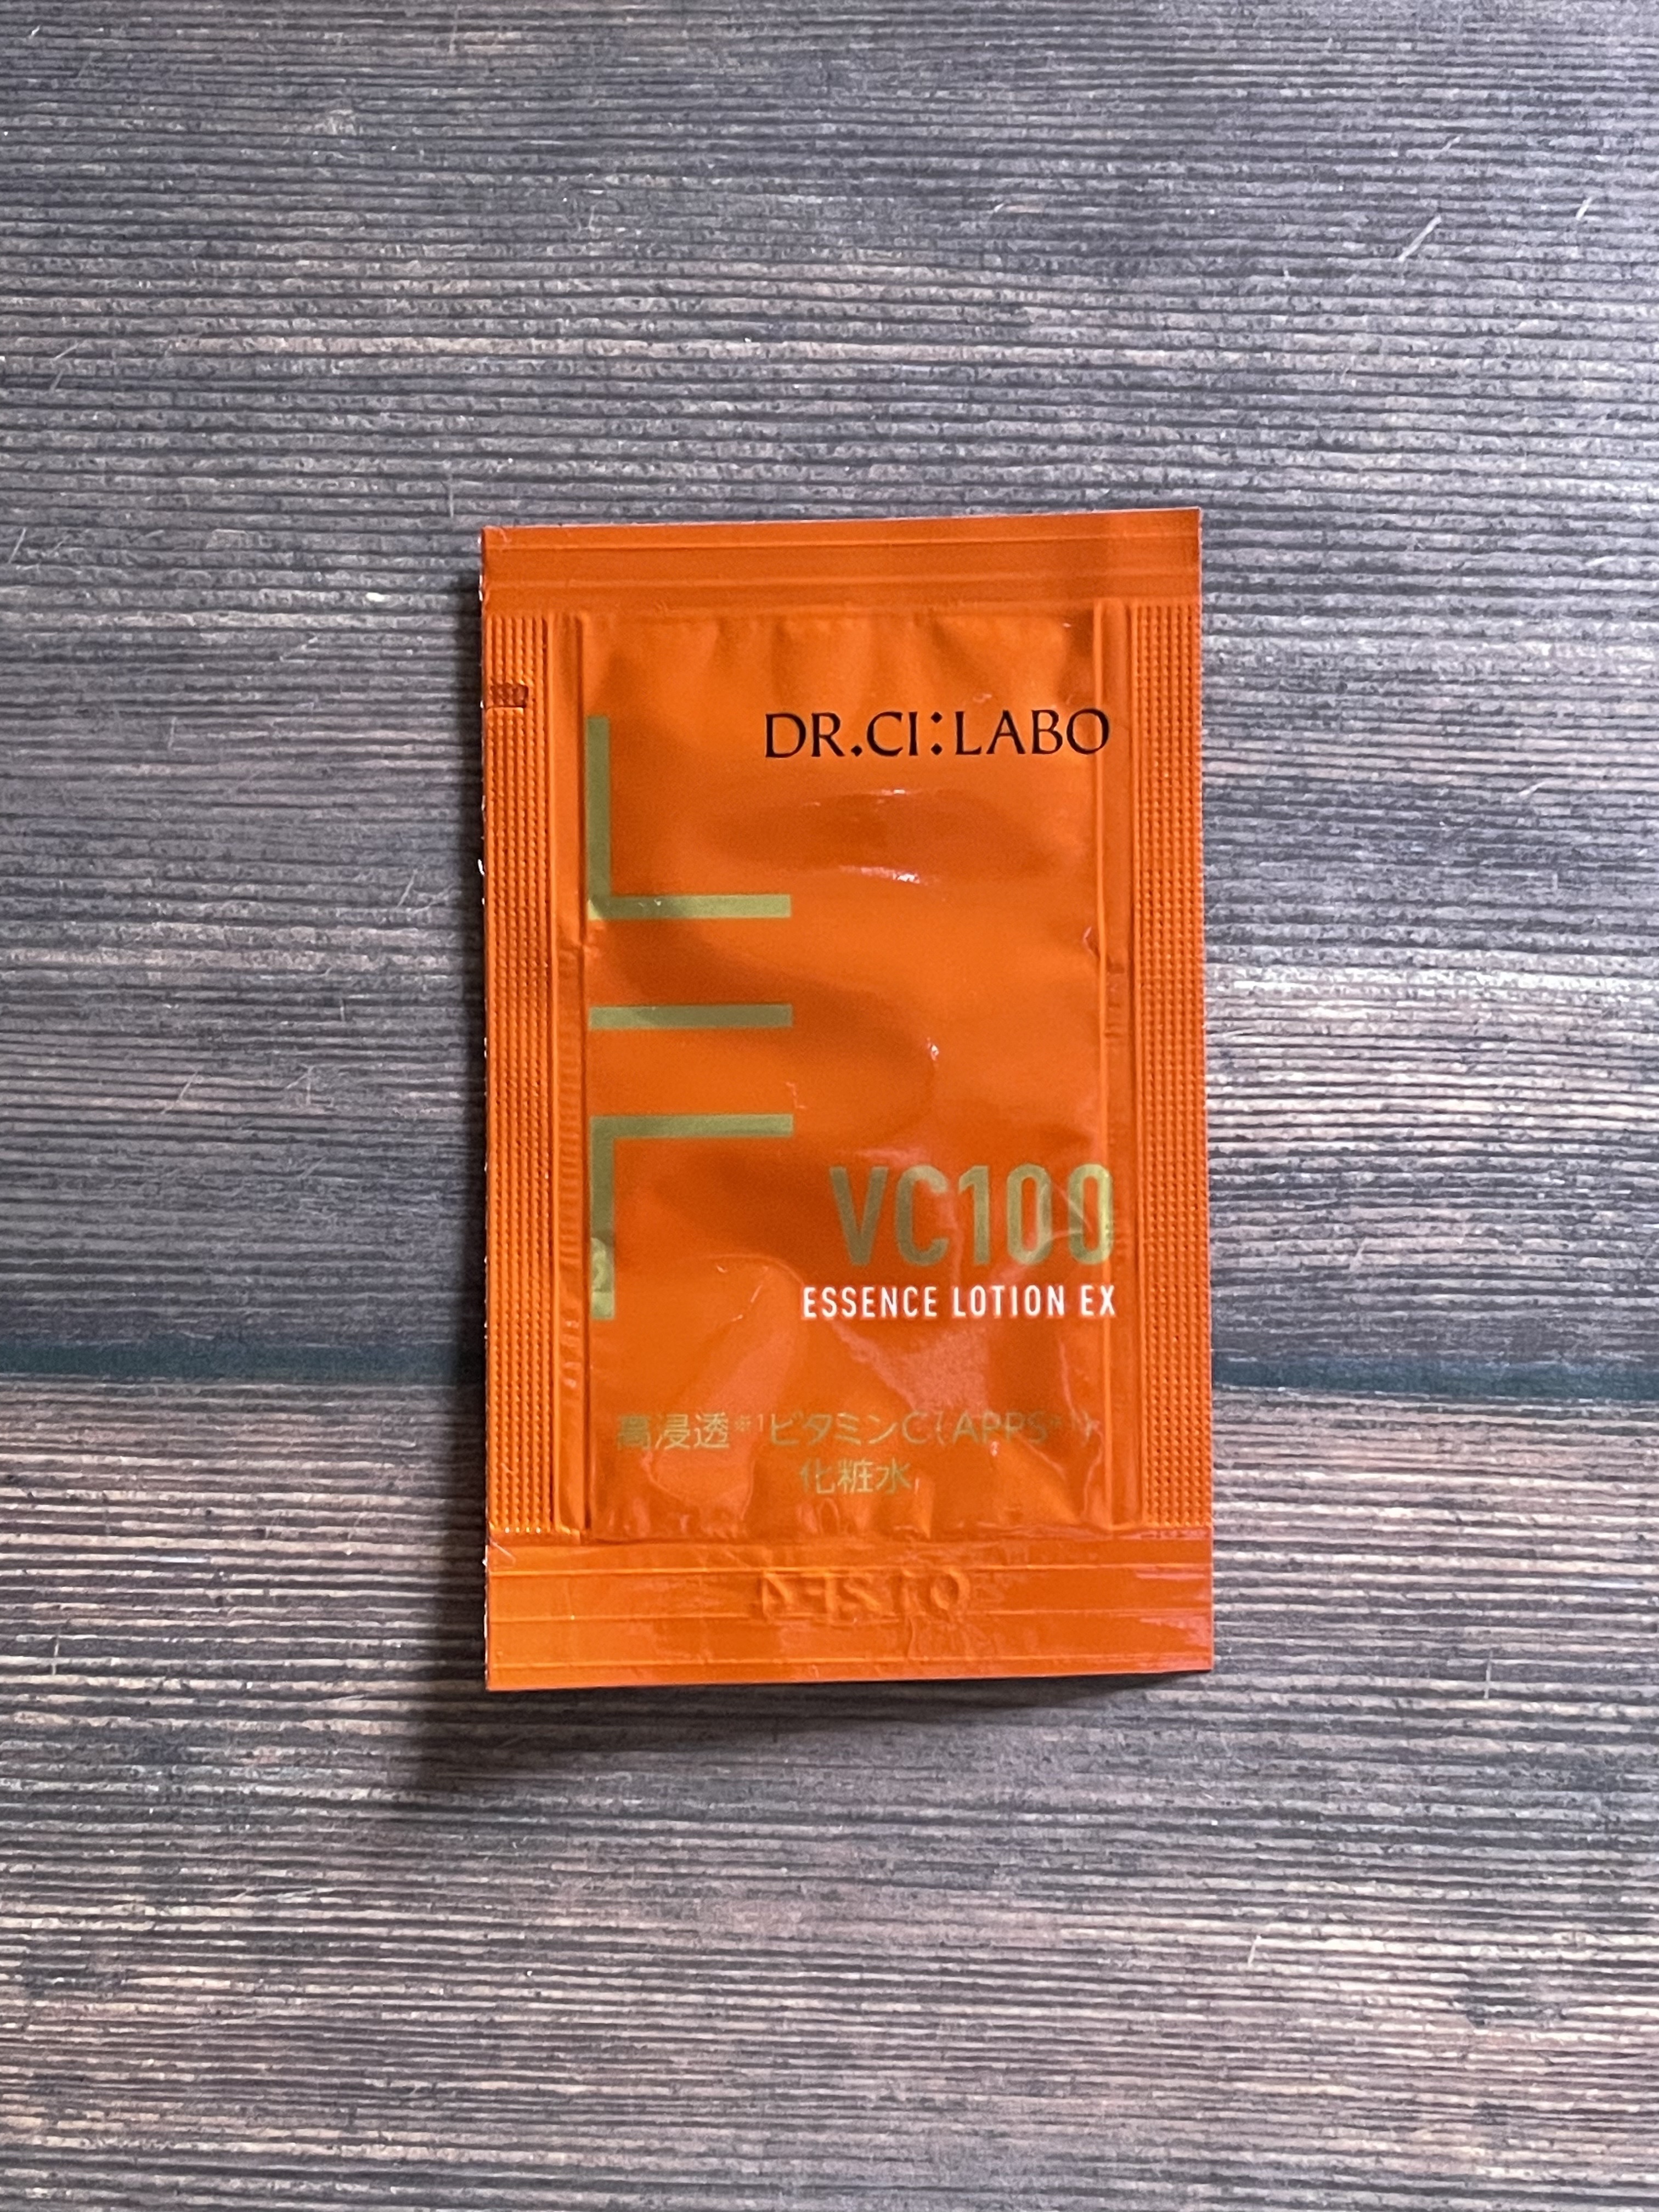 DR.CI:LABO
VC100
ESSENCE LOTION EX
高浸透※1ビタミンC(APPS
化粧水